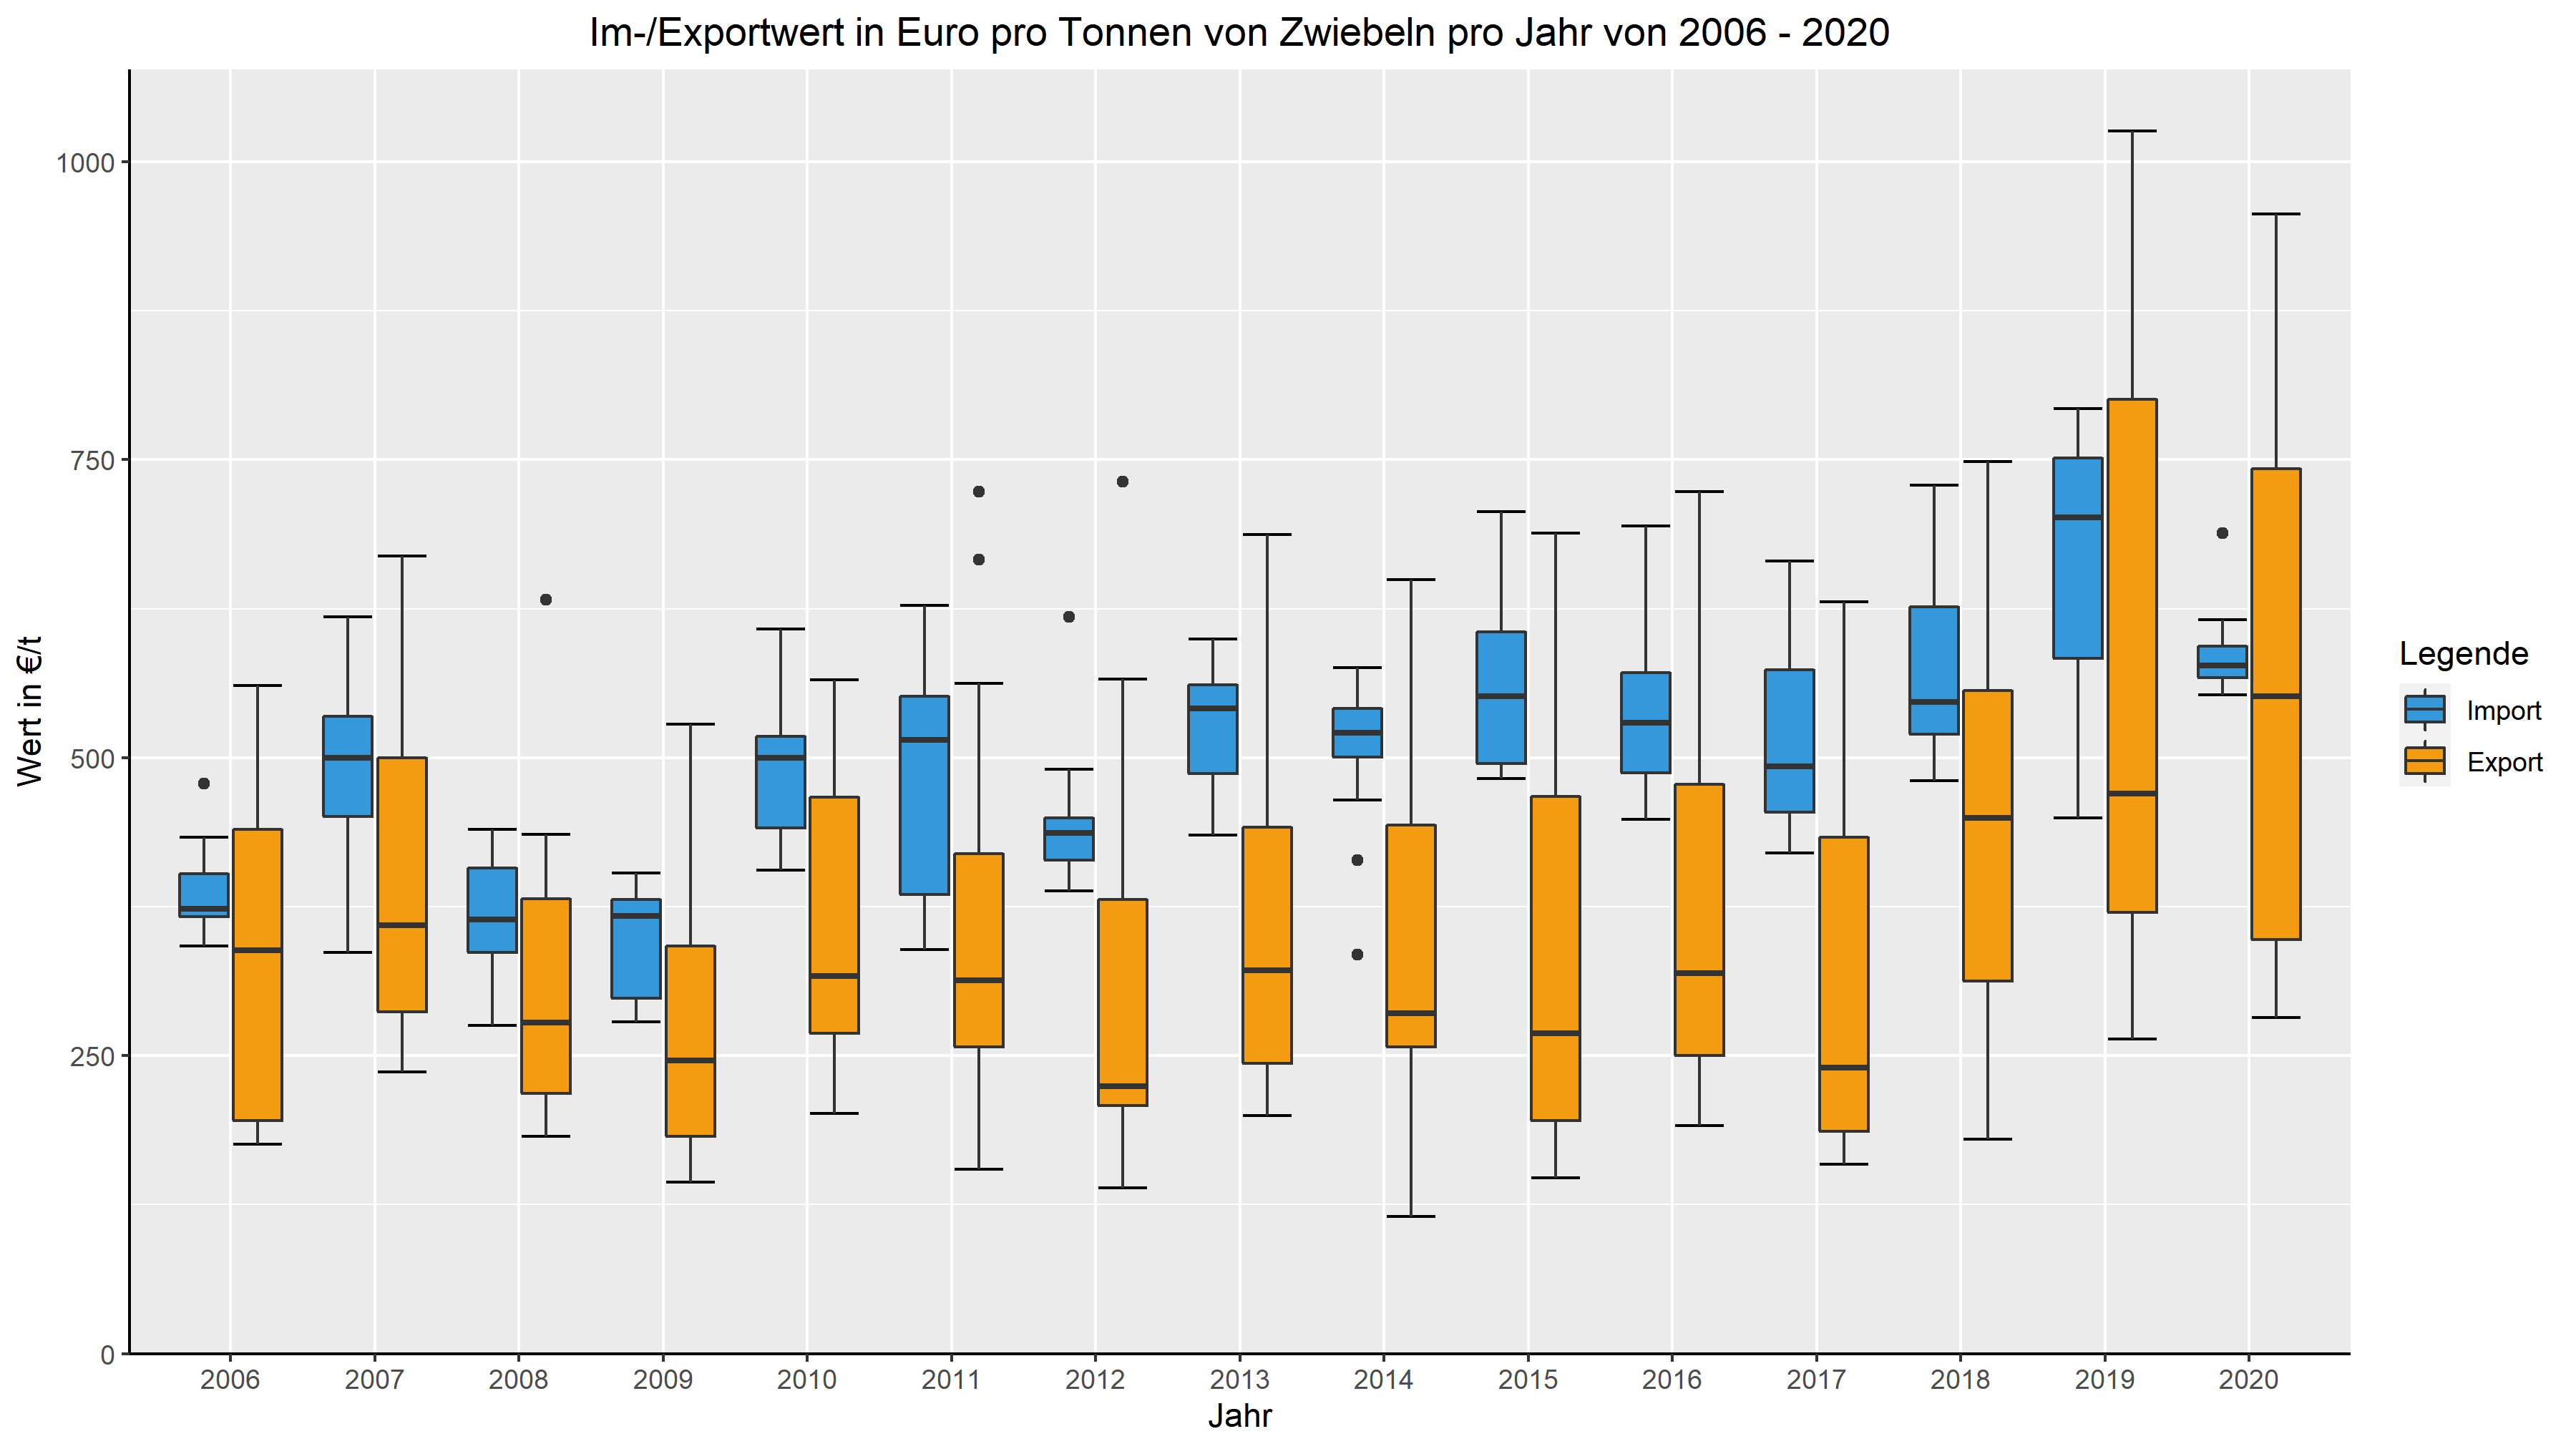 Im-/Exportwert in Euro pro Tonnen von Zwiebeln pro Jahr von 2006 - 2020
Wert in €/t
1000
750
500
250
0
2006 2007 2008 2009 2010 2011 2012 2013 2014 2015 2016 2017 2018 2019 2020
Jahr
Legende
Import
Export